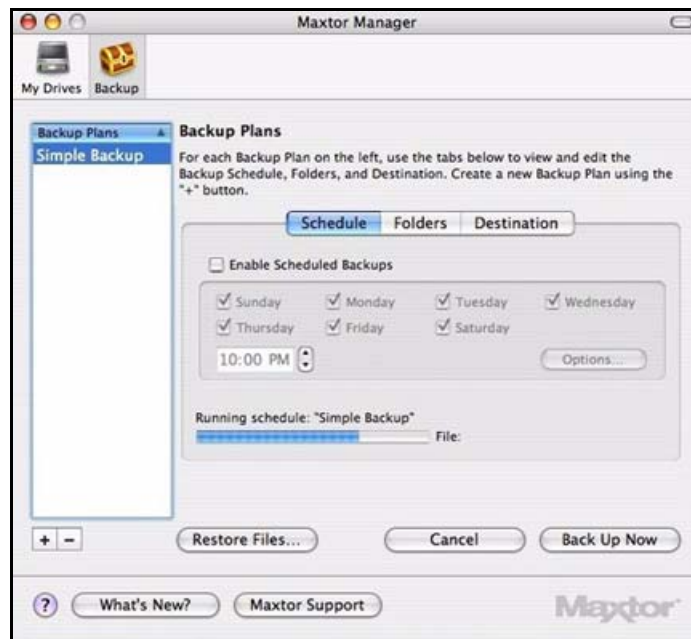 Maxtor Manager
My Drives
Backup
Backup Plans
Simple Backup
Backup Plans
For each Backup Plan on the left, use the tabs below to view and edit the
Backup Schedule, Folders, and Destination. Create a new Backup Plan using the
"+" button.
Schedule Folders Destination
Enable Scheduled Backups
Sunday Monday Tuesday Wednesday
Thursday Friday Saturday
10:00 PM Options...
Running schedule: "Simple Backup"
File:
+ -
Restore Files... Cancel Back Up Now
? What's New? Maxtor Support Maxtor